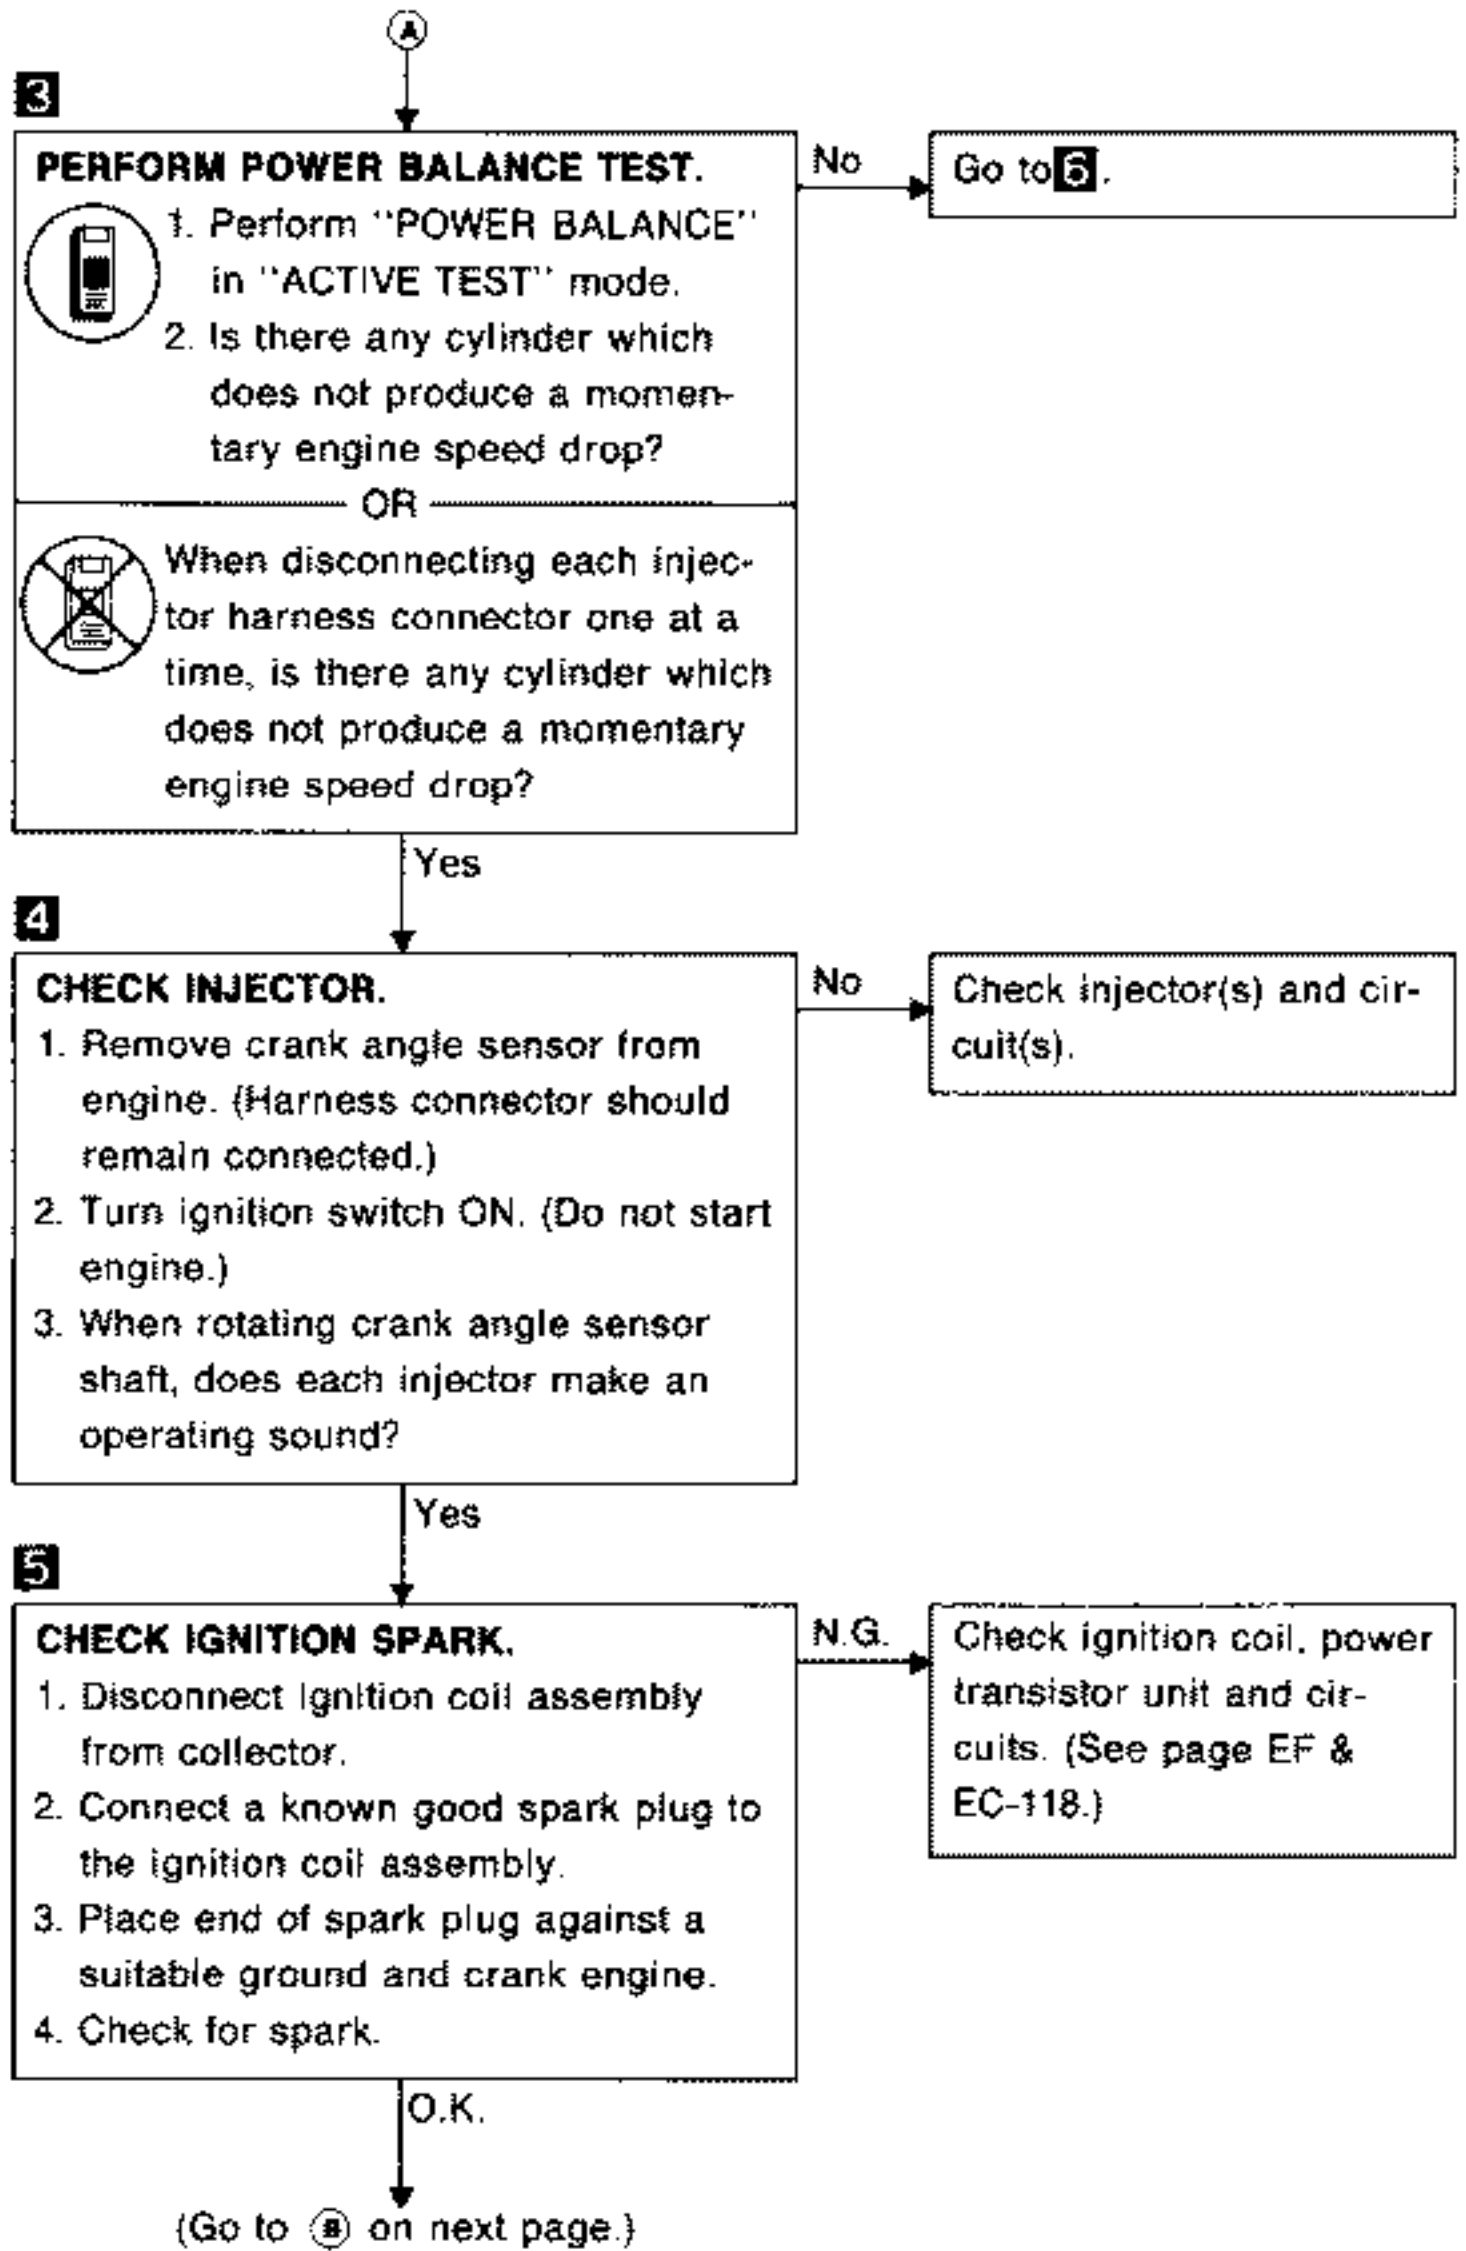 A
3
PERFORM POWER BALANCE TEST.
1. Perform "POWER BALANCE"
in "ACTIVE TEST" mode.
2. Is there any cylinder which
does not produce a momen-
tary engine speed drop?
OR
When disconnecting each injec-
tor harness connector one at a
time, is there any cylinder which
does not produce a momentary
engine speed drop?
No
Go to 6.
Yes
4
CHECK INJECTOR.
1. Remove crank angle sensor from
engine. (Harness connector should
remain connected.)
2. Turn ignition switch ON. (Do not start
engine.)
3. When rotating crank angle sensor
shaft, does each injector make an
operating sound?
No
Check injector(s) and cir-
cuit(s).
Yes
5
CHECK IGNITION SPARK.
1. Disconnect ignition coil assembly
from collector.
2. Connect a known good spark plug to
the ignition coil assembly.
3. Place end of spark plug against a
suitable ground and crank engine.
4. Check for spark.
N.G.
Check ignition coil, power
transistor unit and cir-
cuits. (See page EF &
EC-118.)
O.K.
(Go to B on next page.)